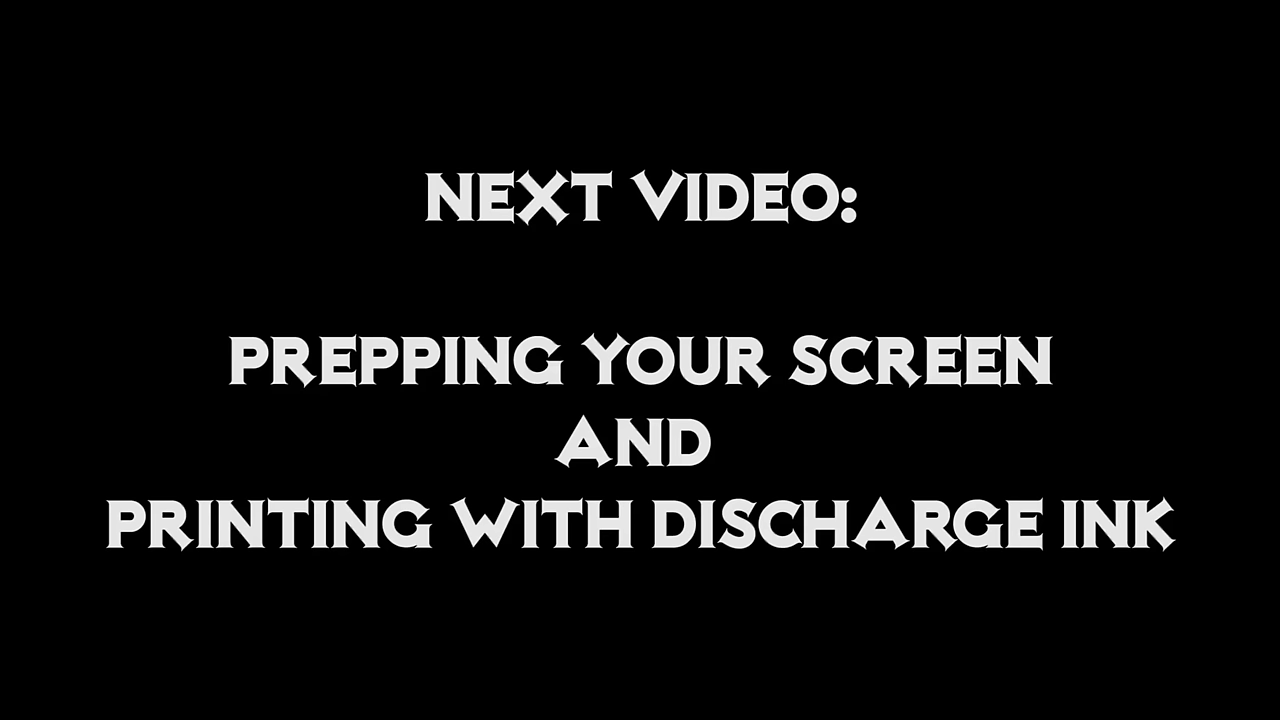 NEXT VIDEO:
PREPPING YOUR SCREEN
AND
PRINTING WITH DISCHARGE INK